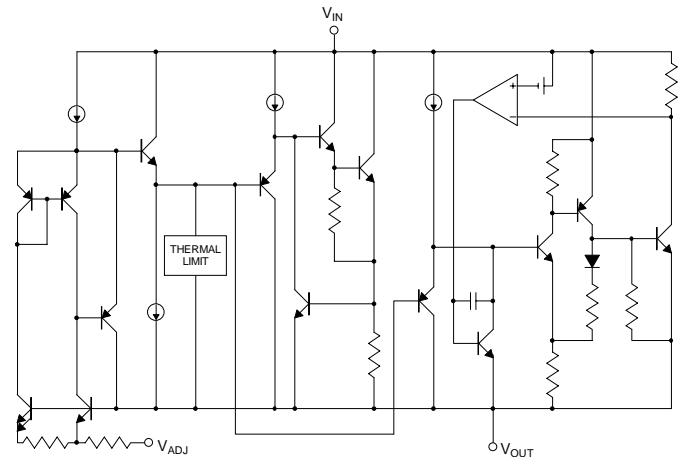 VIN
+
−
THERMAL
LIMIT
VADJ
VOUT